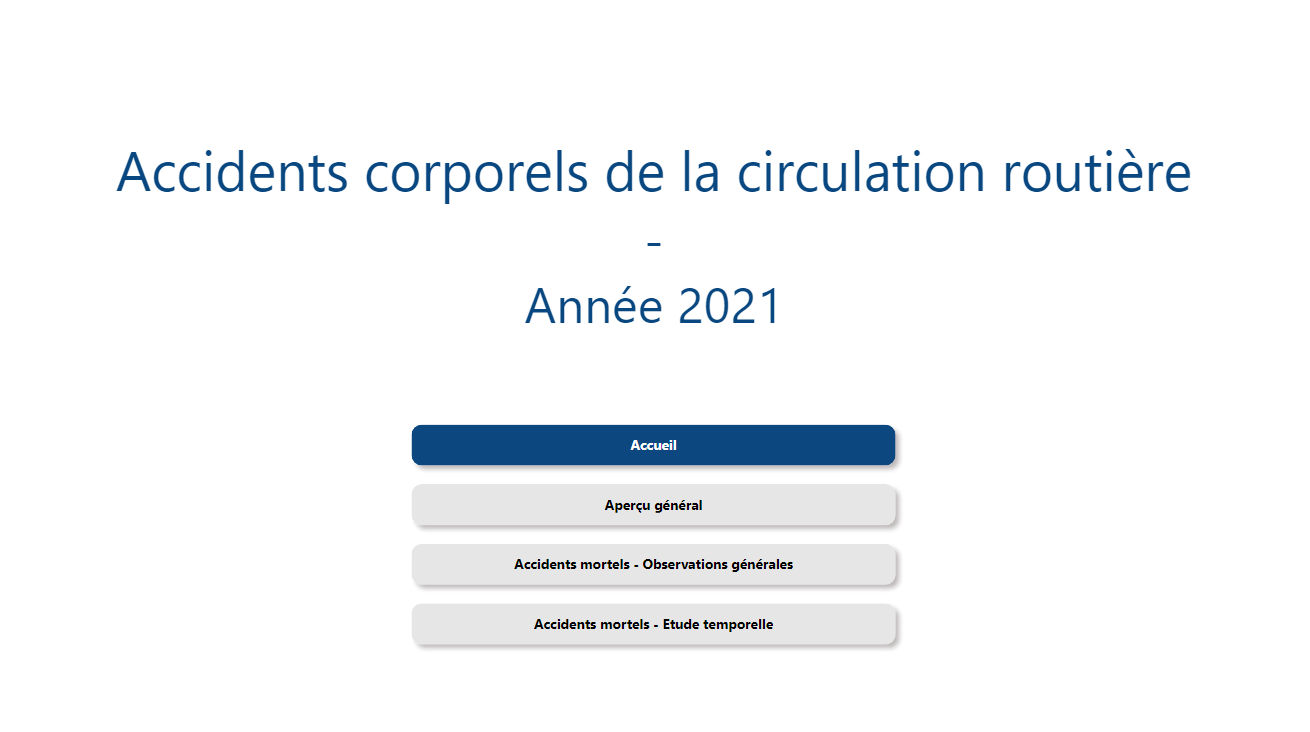 Accidents corporels de la circulation routière
-
Année 2021
Accueil
Aperçu général
Accidents mortels - Observations générales
Accidents mortels - Etude temporelle